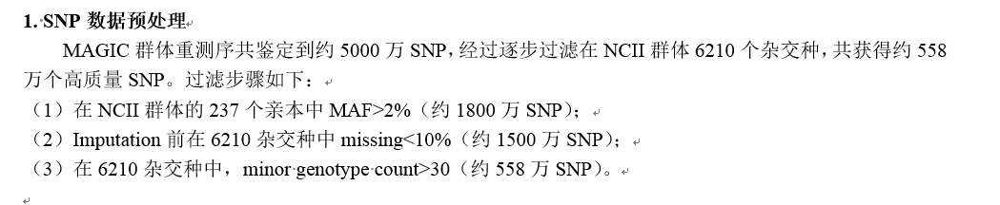 1. SNP 数据预处理
MAGIC 群体重测序共鉴定到约 5000 万 SNP，经过逐步过滤在 NCII 群体 6210 个杂交种，共获得约 558
万个高质量 SNP。过滤步骤如下：
（1）在 NCII 群体的 237 个亲本中 MAF>2%（约 1800 万 SNP）；
（2）Imputation 前在 6210 杂交种中 missing<10%（约 1500 万 SNP）；
（3）在 6210 杂交种中，minor genotype count>30（约 558 万 SNP）。